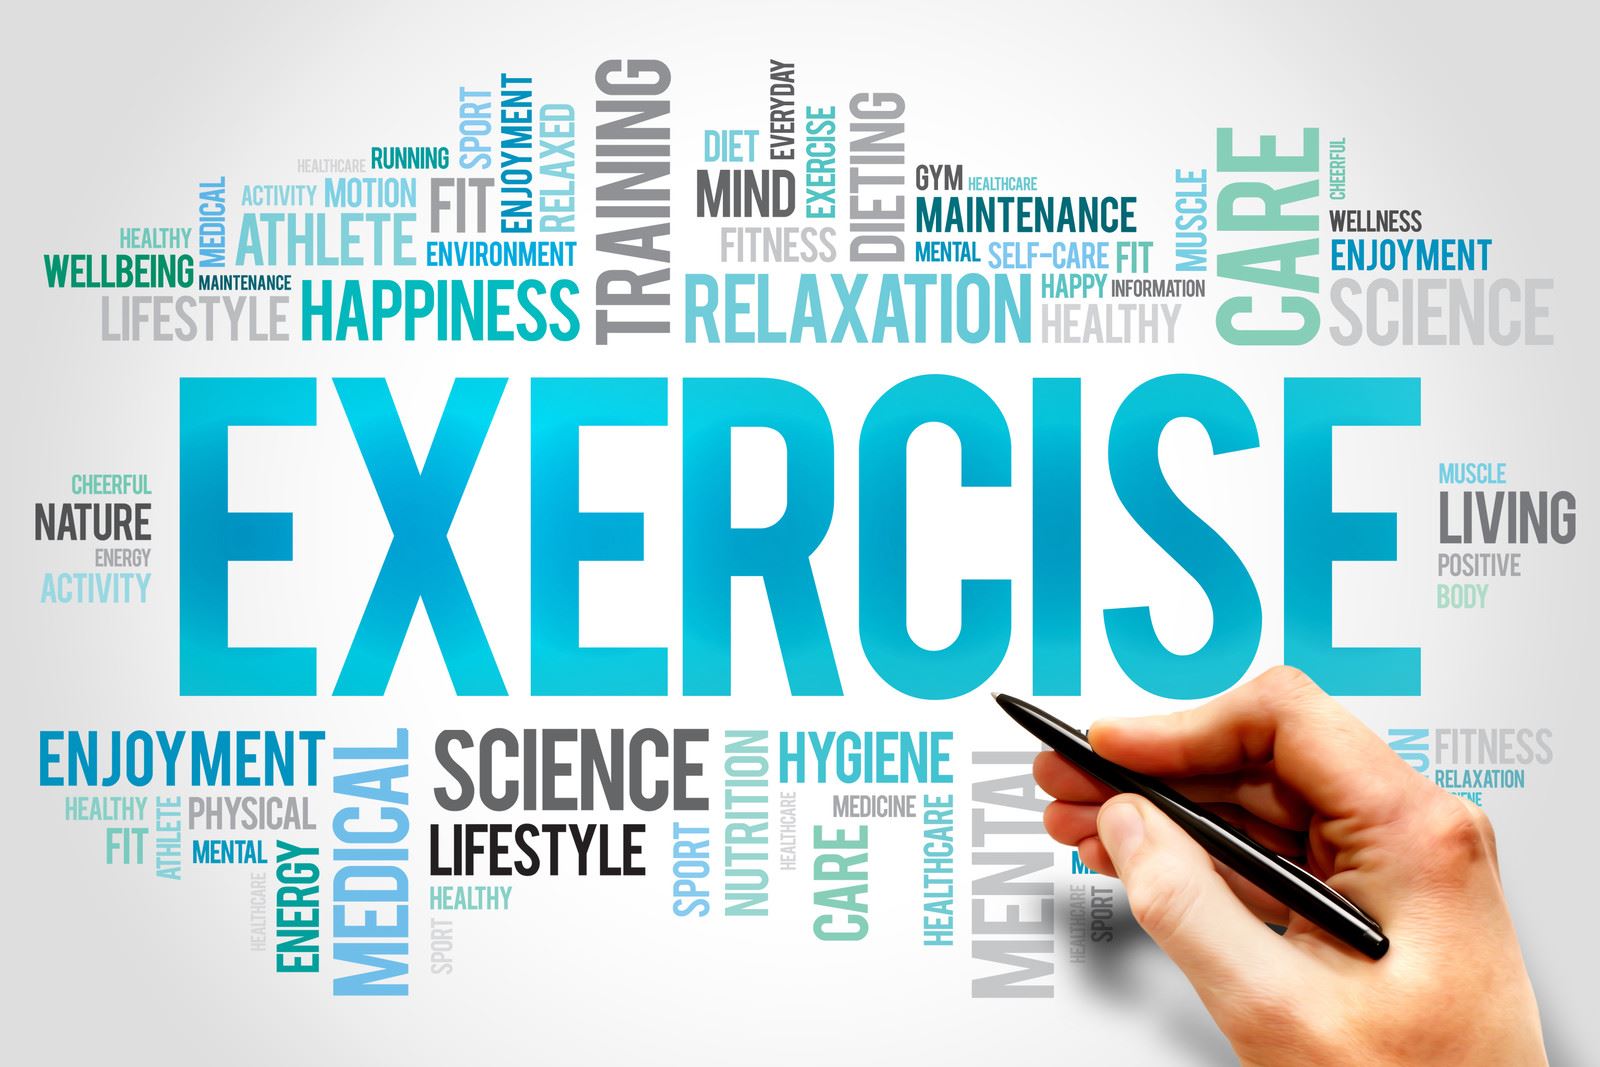 SPORT
ENJOYMENT
RELAXED
TRAINING
HEALTHCARE
RUNNING
ACTIVITY
MOTION
FIT
MEDICAL
ATHLETE
HEALTHY
ENVIRONMENT
WELLBEING
MAINTENANCE
LIFESTYLE
HAPPINESS
DIET
EVERYDAY
EXERCISE
DIETING
MIND
FITNESS
GYM
HEALTHCARE
MAINTENANCE
MENTAL
SELF-CARE
FIT
RELAXATION
HAPPY
INFORMATION
HEALTHY
MUSCLE
CARE
CHEERFUL
WELLNESS
ENJOYMENT
SCIENCE
CHEERFUL
NATURE
ENERGY
ACTIVITY
EXERCISE
MUSCLE
LIVING
POSITIVE
BODY
ENJOYMENT
HEALTHY
ATHLETE
PHYSICAL
FIT
MENTAL
HEALTHCARE
ENERGY
MEDICAL
SCIENCE
LIFESTYLE
HEALTHY
SPORT
SPORT
NUTRITION
HYGIENE
HEALTHCARE
MEDICINE
CARE
HEALTHCARE
MENTAL
HEALTHCARE
SPORT
FITNESS
RELAXATION